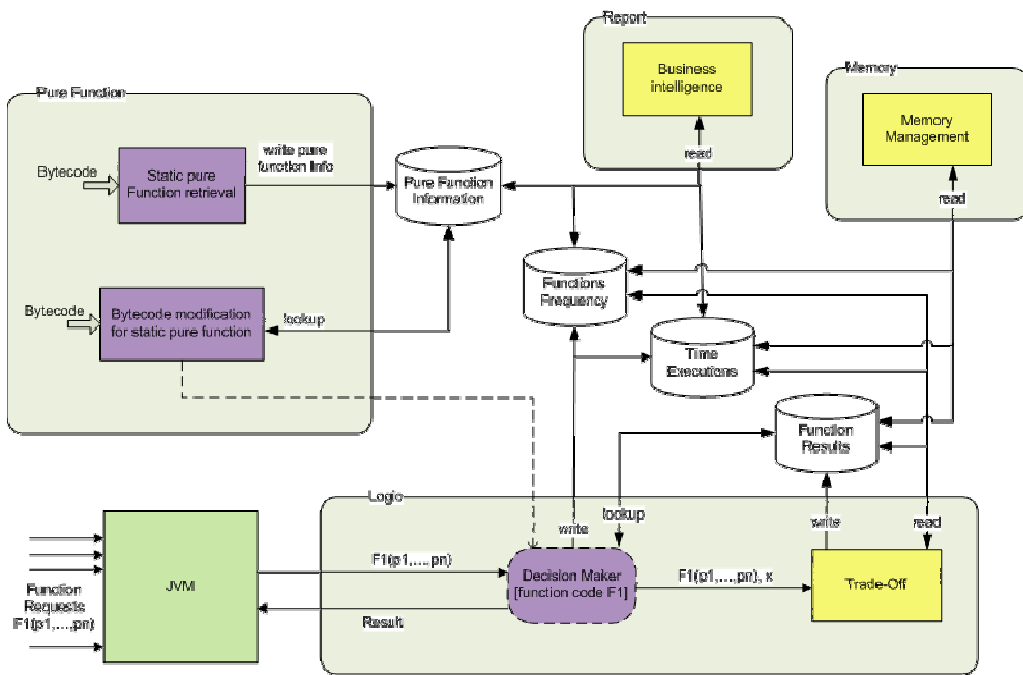 Report
Business
intelligence
read
Memory
Memory
Management
read
Pure Function
Bytecode
Static pure
Function retrieval
write pure
function info
Pure Function
Information
Bytecode
Bytecode modification
for static pure function
lookup
Functions
Frequency
Time
Executions
Function
Results
Logic
write
lookup
write
read
Function
Requests
F1(p1,...,pn)
JVM
F1(p1,...,pn)
Result
Decision Maker
[function code F1]
F1(p1,...,pn), x
Trade-Off